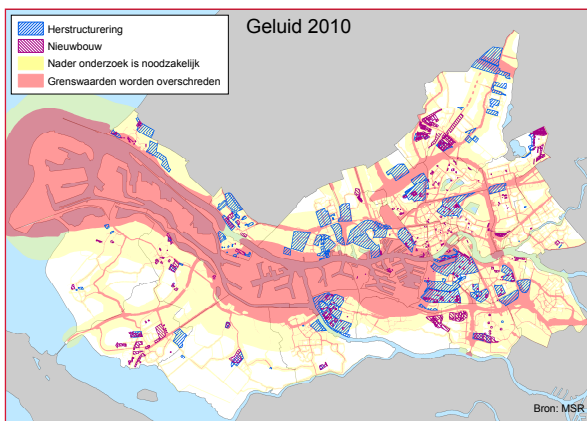 Geluid 2010
Herstructurering
Nieuwbouw
Nader onderzoek is noodzakelijk
Grenswaarden worden overschreden
Bron: MSR